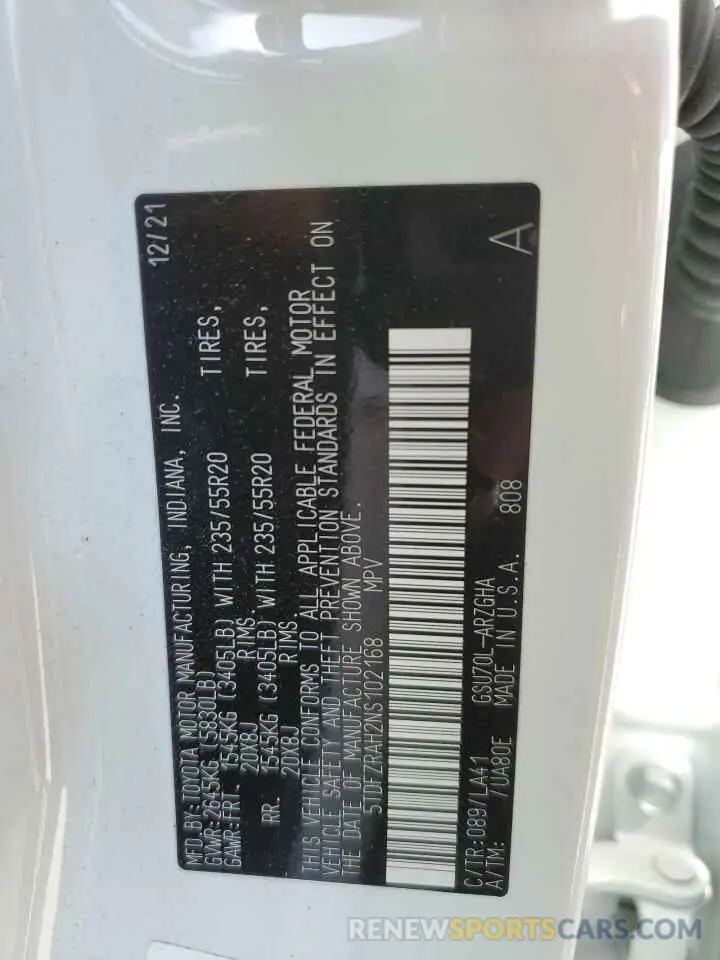 MFD. BY: TOYOTA MOTOR MANUFACTURING, INDIANA, INC. 12/21
GVWR: 2645KG (5830LB)
GAWR: FRT. 1545KG (3405LB) WITH 235/55R20 TIRES,
20X8J RIMS
RR. 1545KG (3405LB) WITH 235/55R20 TIRES,
20X8J RIMS
THIS VEHICLE CONFORMS TO ALL APPLICABLE FEDERAL MOTOR
VEHICLE SAFETY AND THEFT PREVENTION STANDARDS IN EFFECT ON
THE DATE OF MANUFACTURE SHOWN ABOVE.
5TDFZRAH2NS102168 MPV
C/TR: 089/LA41 GSU70L-ARZGHA
A/TM: /UA80E MADE IN U.S.A. 808 A
RENEWSPORTSCARS.COM